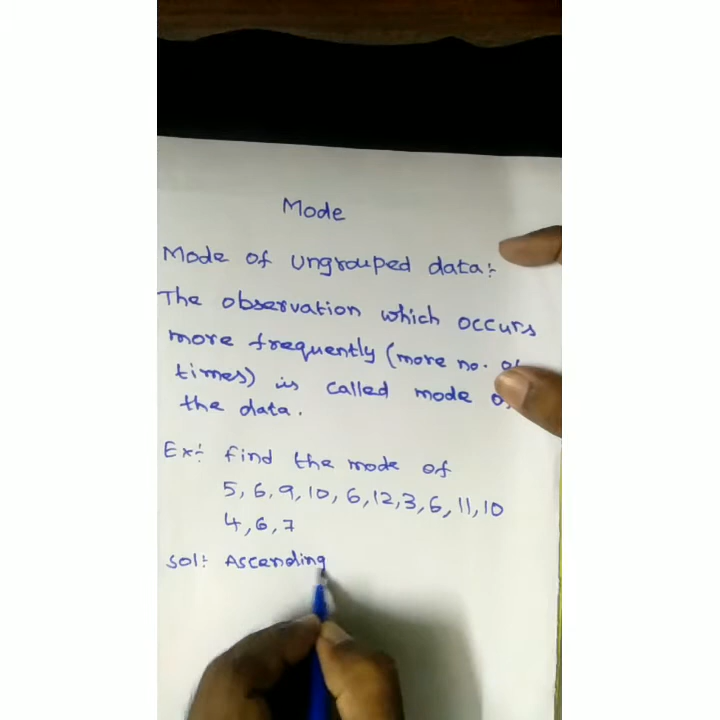 Mode
Mode of ungrouped data:-
The observation which occurs
more frequently (more no. of
times) is called mode of
the data.
Ex:- find the mode of
5, 6, 9, 10, 6, 12, 3, 6, 11, 10
4, 6, 7
Sol:- Ascending